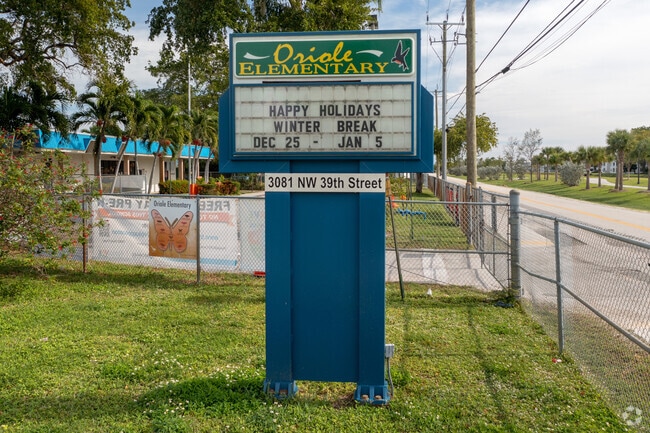 Oriole
ELEMENTARY
HAPPY HOLIDAYS
WINTER BREAK
DEC 25 - JAN 5
3081 NW 39th STREET
Oriole Elementary